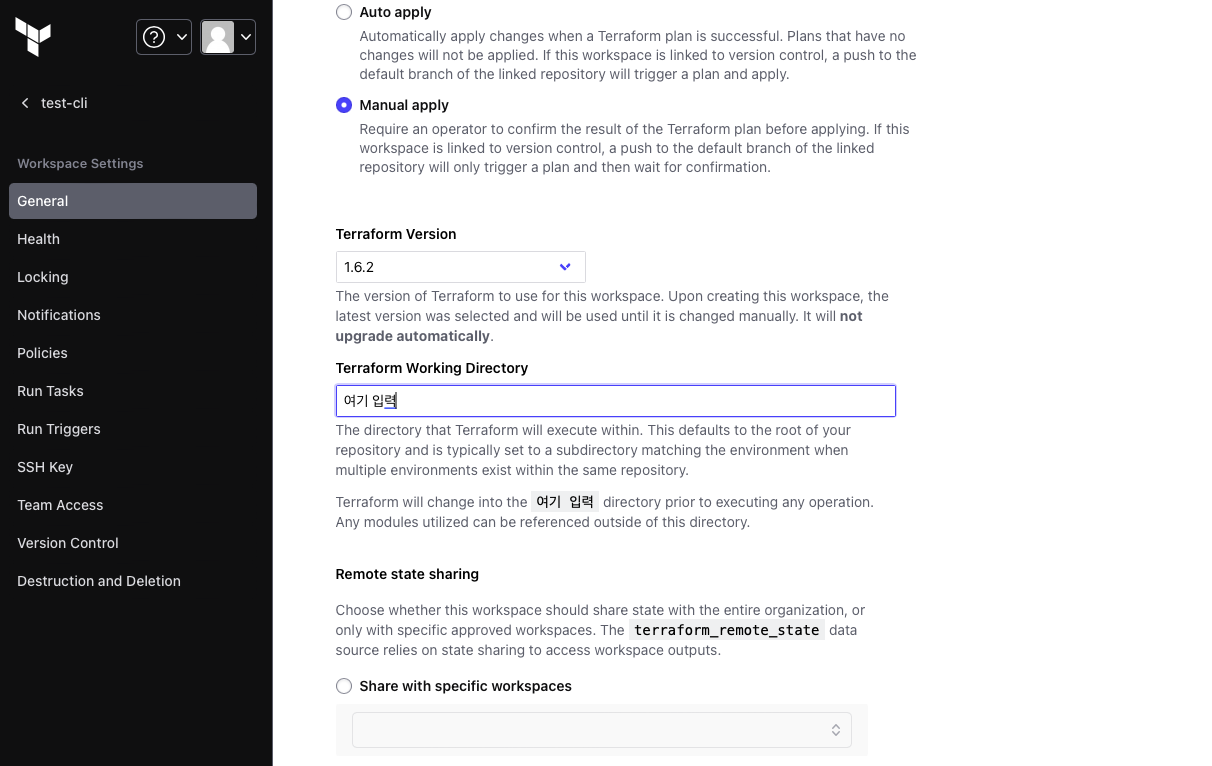 test-cli
Workspace Settings
General
Health
Locking
Notifications
Policies
Run Tasks
Run Triggers
SSH Key
Team Access
Version Control
Destruction and Deletion
Auto apply
Automatically apply changes when a Terraform plan is successful. Plans that have no
changes will not be applied. If this workspace is linked to version control, a push to the
default branch of the linked repository will trigger a plan and apply.
Manual apply
Require an operator to confirm the result of the Terraform plan before applying. If this
workspace is linked to version control, a push to the default branch of the linked
repository will only trigger a plan and then wait for confirmation.
Terraform Version
1.6.2
The version of Terraform to use for this workspace. Upon creating this workspace, the
latest version was selected and will be used until it is changed manually. It will not
upgrade automatically.
Terraform Working Directory
여기 입력
The directory that Terraform will execute within. This defaults to the root of your
repository and is typically set to a subdirectory matching the environment when
multiple environments exist within the same repository.
Terraform will change into the 여기 입력 directory prior to executing any operation.
Any modules utilized can be referenced outside of this directory.
Remote state sharing
Choose whether this workspace should share state with the entire organization, or
only with specific approved workspaces. The terraform_remote_state data
source relies on state sharing to access workspace outputs.
Share with specific workspaces